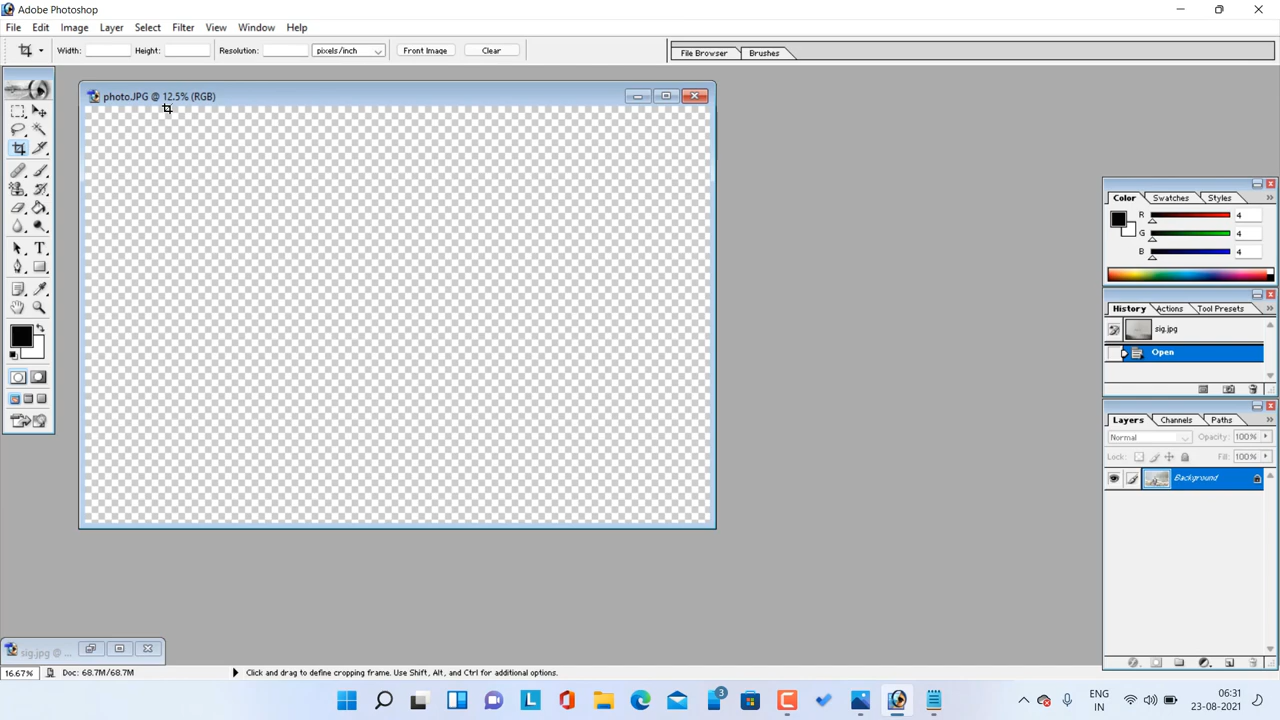 Adobe Photoshop
File Edit Image Layer Select Filter View Window Help
Width: Height: Resolution: pixels/inch Front Image Clear File Browser Brushes
photo.JPG @ 12.5% (RGB)
Color Swatches Styles
R 4
G 4
B 4
History Actions Tool Presets
sig.jpg
Open
Layers Channels Paths
Normal Opacity: 100%
Lock: Fill: 100%
Background
sig.jpg @ ...
16.67% Doc: 68.7M/68.7M Click and drag to define cropping frame. Use Shift, Alt, and Ctrl for additional options.
L 3 ENG 06:31
IN 23-08-2021